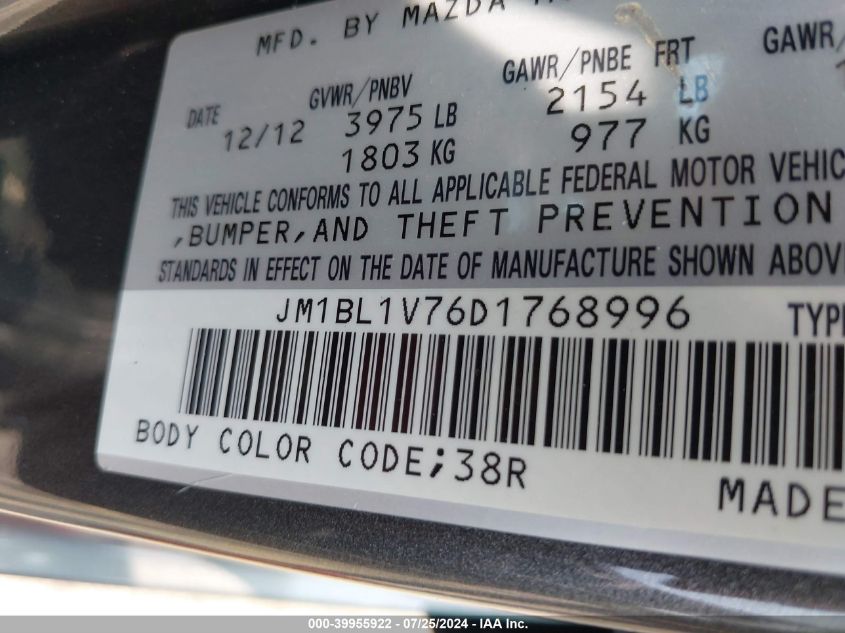 MFD. BY MAZDA
DATE GVWR/PNBV GAWR/PNBE FRT GAWR/
12/12 3975 LB 2154 LB
1803 KG 977 KG
THIS VEHICLE CONFORMS TO ALL APPLICABLE FEDERAL MOTOR VEHIC
,BUMPER,AND THEFT PREVENTION
STANDARDS IN EFFECT ON THE DATE OF MANUFACTURE SHOWN ABOV
JM1BL1V76D1768996 TYP
BODY COLOR CODE;38R
MADE
000-39955922 - 07/25/2024 - IAA Inc.